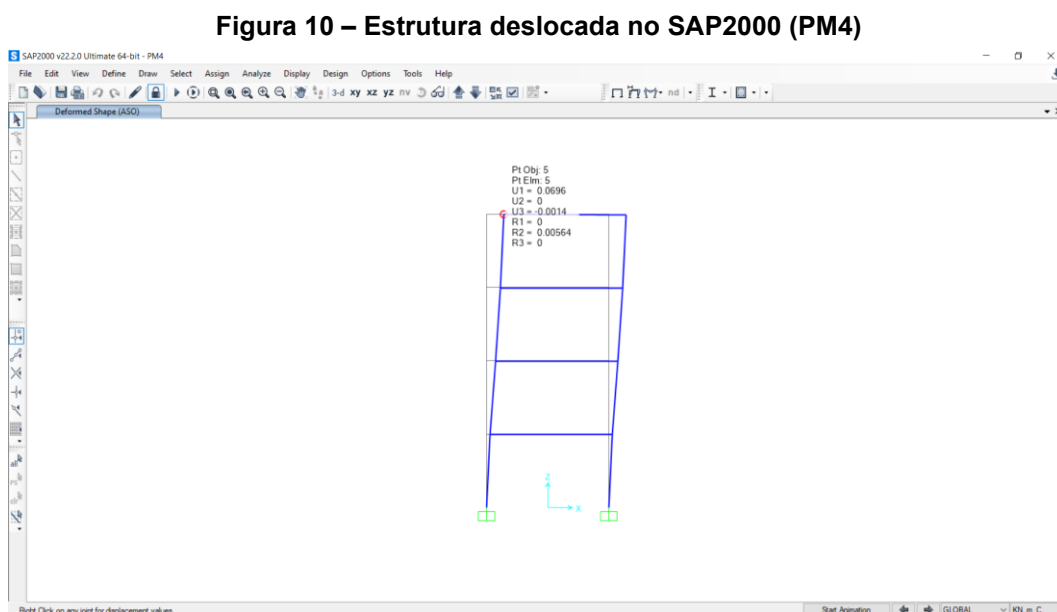 Figura 10 – Estrutura deslocada no SAP2000 (PM4)
S SAP2000 v22.2.0 Ultimate 64-bit - PM4
File Edit View Define Draw Select Assign Analyze Display Design Options Tools Help
3-d xy xz yz nv nd
Deformed Shape (ASO)
Pt Obj: 5
Pt Elm: 5
U1 = 0.0696
U2 = 0
U3 = -0.0014
R1 = 0
R2 = 0.00564
R3 = 0
all
Z
X
Right Click on any joint for displacement values
Start Animation GLOBAL KN, m, C